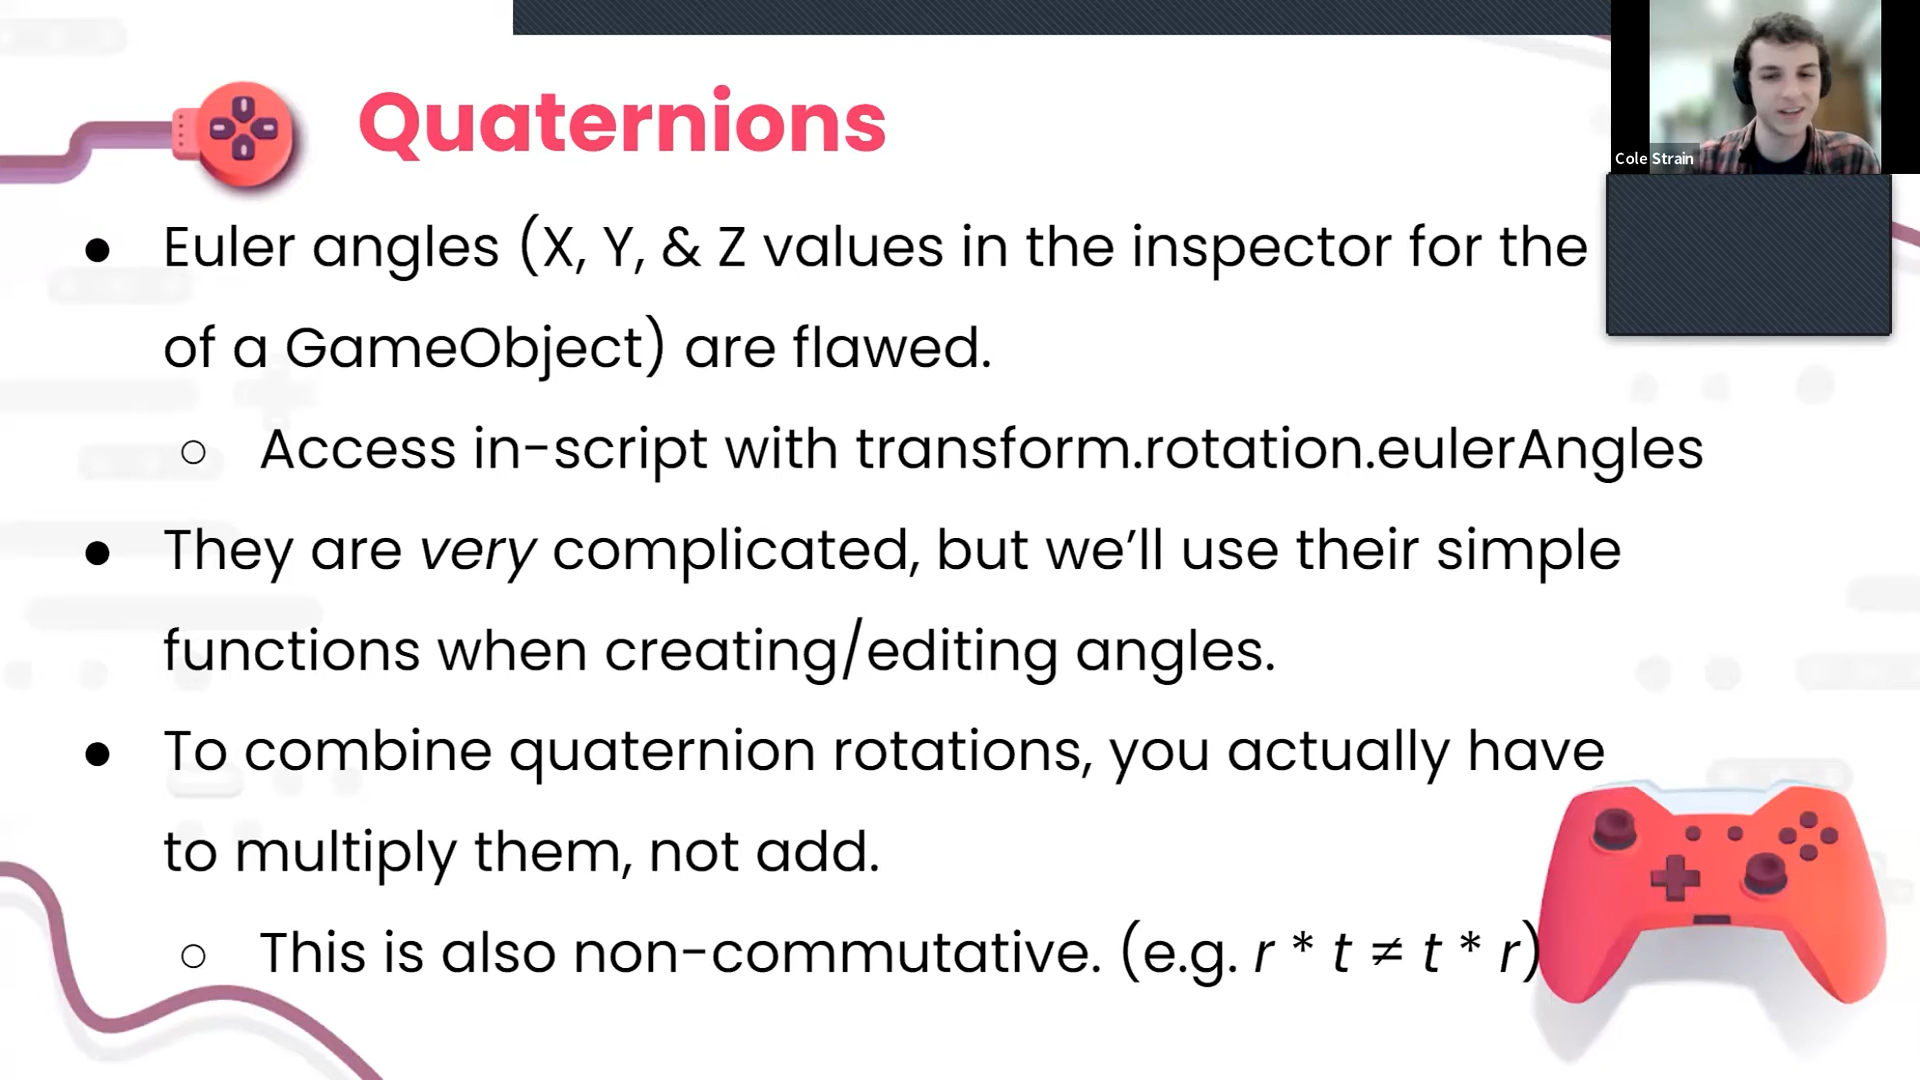 Quaternions
Cole Strain
● Euler angles (X, Y, & Z values in the inspector for the
of a GameObject) are flawed.
○ Access in-script with transform.rotation.eulerAngles
● They are very complicated, but we’ll use their simple
functions when creating/editing angles.
● To combine quaternion rotations, you actually have
to multiply them, not add.
○ This is also non-commutative. (e.g. r * t ≠ t * r)